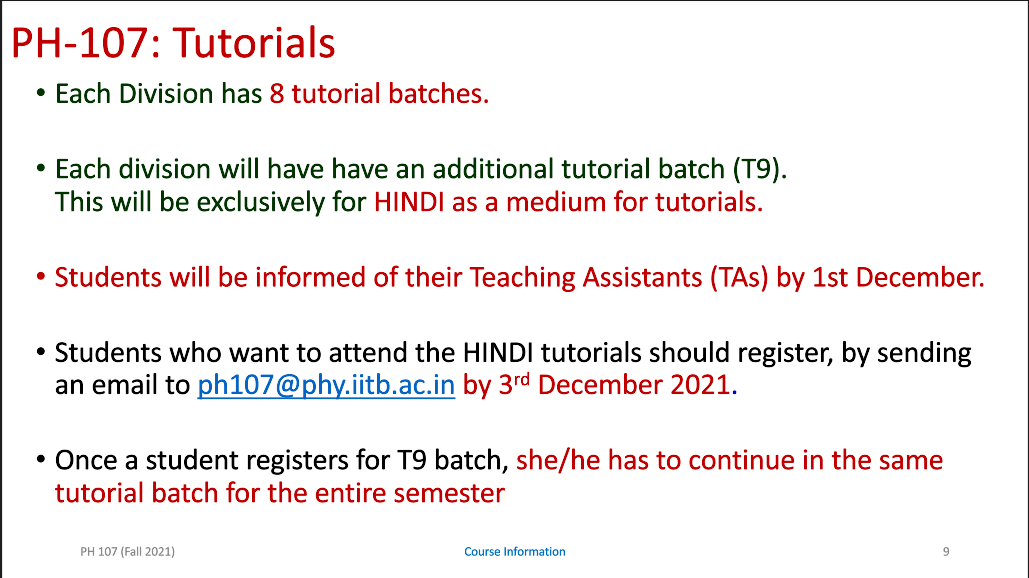 PH-107: Tutorials
• Each Division has 8 tutorial batches.
• Each division will have have an additional tutorial batch (T9).
This will be exclusively for HINDI as a medium for tutorials.
• Students will be informed of their Teaching Assistants (TAs) by 1st December.
• Students who want to attend the HINDI tutorials should register, by sending
an email to ph107@phy.iitb.ac.in by 3rd December 2021.
• Once a student registers for T9 batch, she/he has to continue in the same
tutorial batch for the entire semester
PH 107 (Fall 2021) Course Information 9